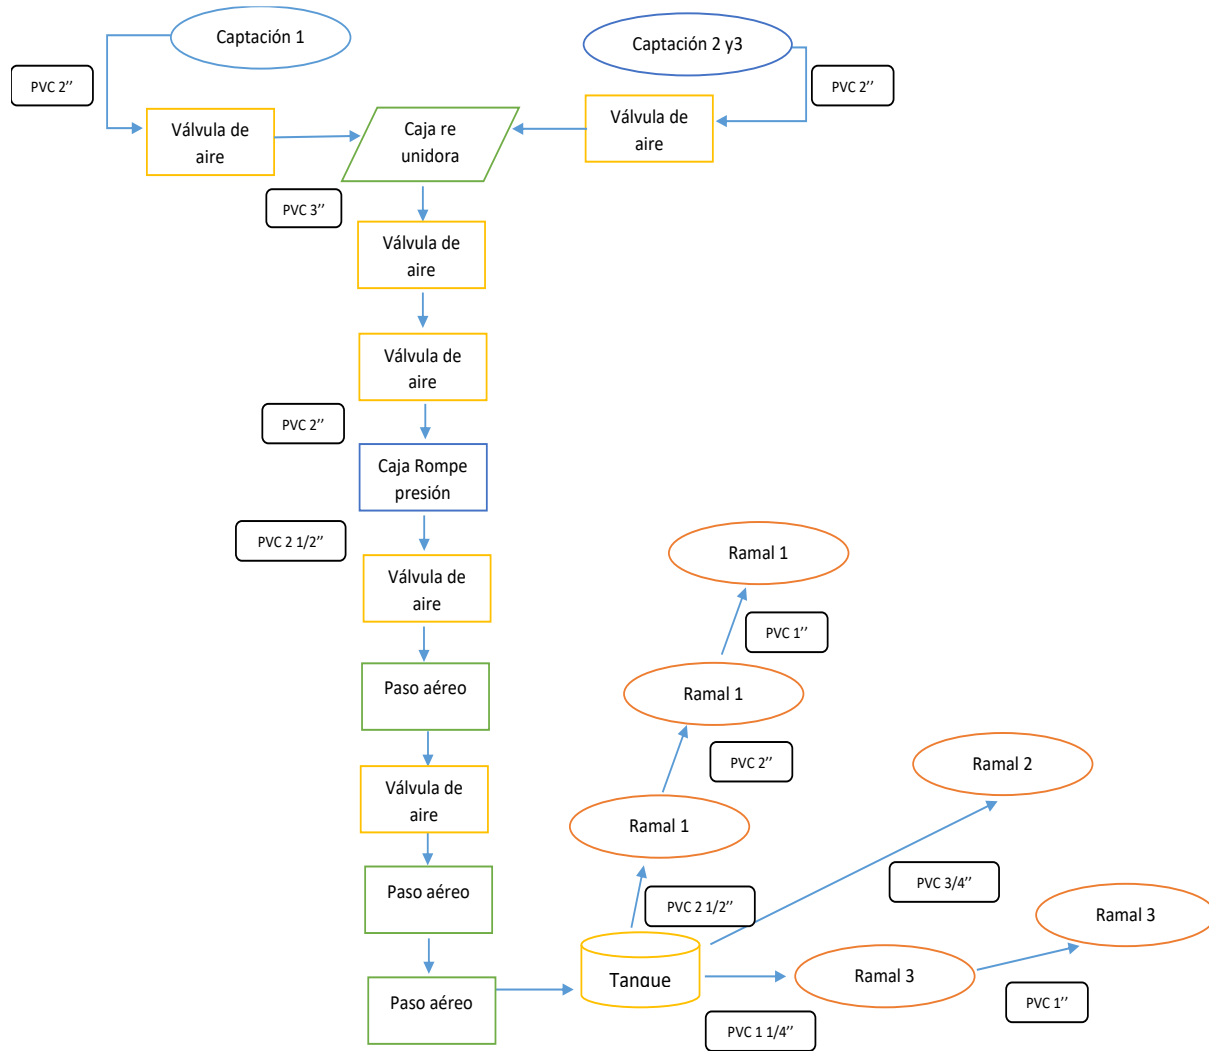 Captación 1
Captación 2 y3
PVC 2’’
PVC 2’’
Válvula de
aire
Caja re
unidora
Válvula de
aire
PVC 3’’
Válvula de
aire
Válvula de
aire
PVC 2’’
Caja Rompe
presión
PVC 2 1/2’’
Válvula de
aire
Ramal 1
PVC 1’’
Paso aéreo
Ramal 1
PVC 2’’
Ramal 2
Válvula de
aire
Ramal 1
PVC 3/4’’
Paso aéreo
PVC 2 1/2’’
Ramal 3
Paso aéreo
Tanque
Ramal 3
PVC 1’’
PVC 1 1/4’’